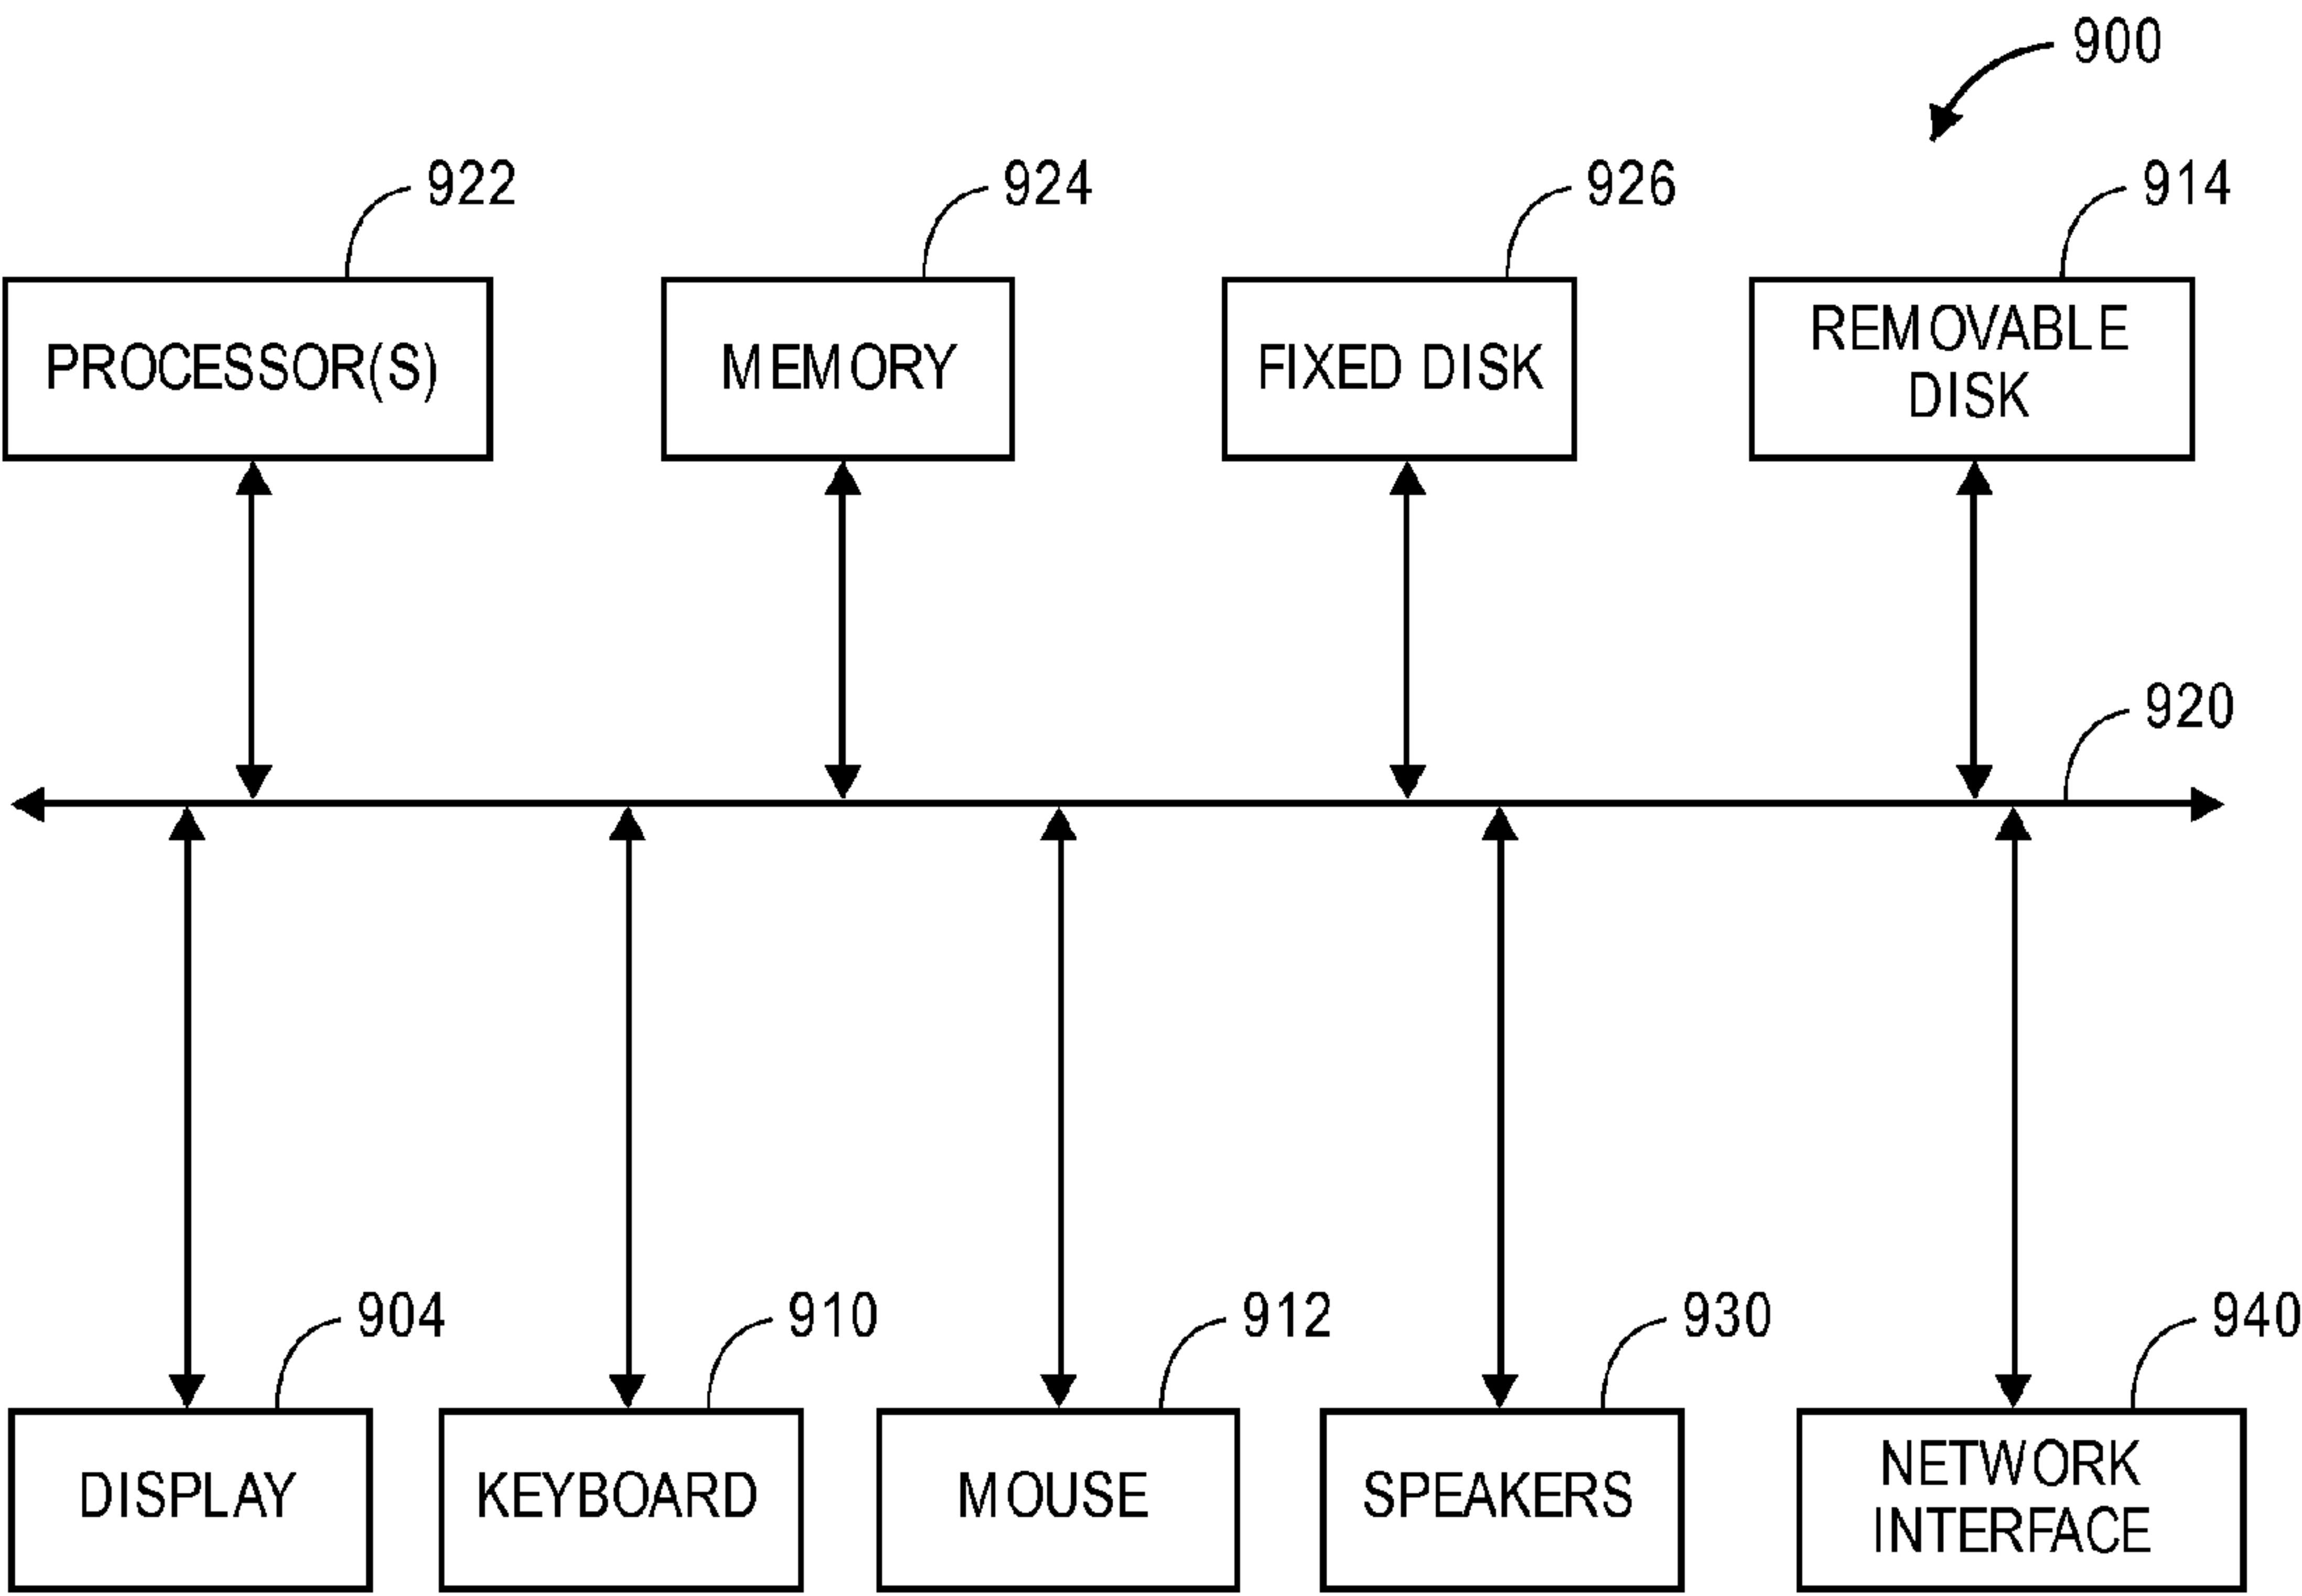 900
922
924
926
914
PROCESSOR(S)
MEMORY
FIXED DISK
REMOVABLE
DISK
920
904
910
912
930
940
DISPLAY
KEYBOARD
MOUSE
SPEAKERS
NETWORK
INTERFACE